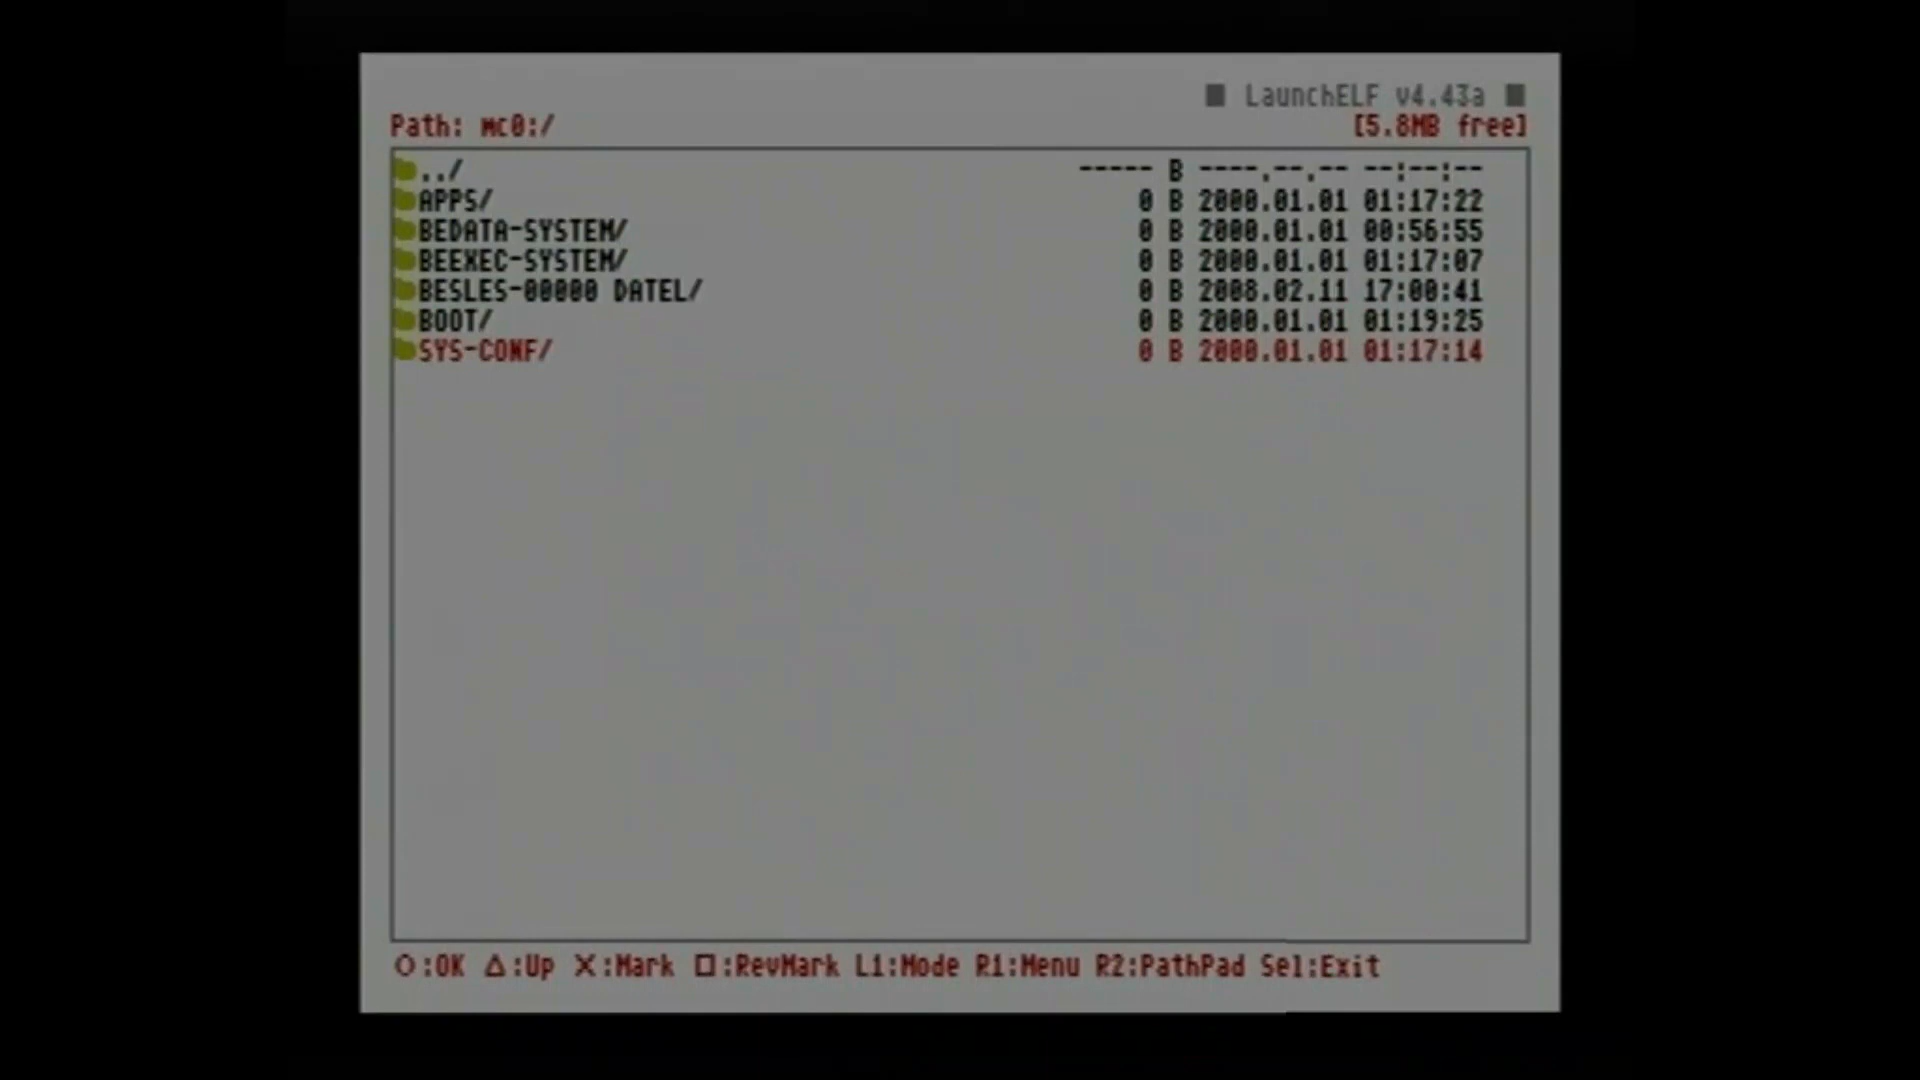 ■ LaunchELF v4.43a ■
Path: mc0:/ [5.8MB free]
../ ----- B ----.--.-- --:--:--
APPS/ 0 B 2000.01.01 01:17:22
BEDATA-SYSTEM/ 0 B 2000.01.01 00:56:55
BEEXEC-SYSTEM/ 0 B 2000.01.01 01:17:07
BESLES-00000 DATEL/ 0 B 2008.02.11 17:00:41
BOOT/ 0 B 2000.01.01 01:19:25
SYS-CONF/ 0 B 2000.01.01 01:17:14
○:OK △:Up ×:Mark □:RevMark L1:Mode R1:Menu R2:PathPad Sel:Exit